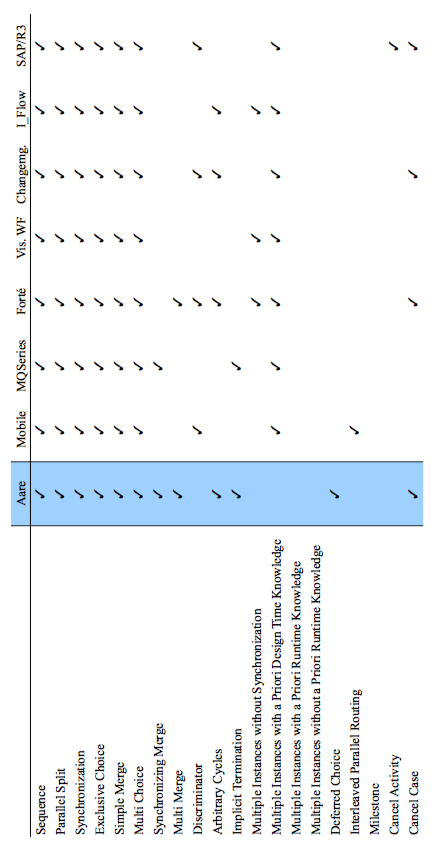 Aare Mobile MQSeries Forté Vis. WF Changemg. I_Flow SAP/R3
Sequence ✓ ✓ ✓ ✓ ✓ ✓ ✓ ✓
Parallel Split ✓ ✓ ✓ ✓ ✓ ✓ ✓ ✓
Synchronization ✓ ✓ ✓ ✓ ✓ ✓ ✓ ✓
Exclusive Choice ✓ ✓ ✓ ✓ ✓ ✓ ✓ ✓
Simple Merge ✓ ✓ ✓ ✓ ✓ ✓ ✓ ✓
Multi Choice ✓ ✓ ✓ ✓ ✓ ✓ ✓ ✓
Synchronizing Merge ✓ ✓
Multi Merge ✓ ✓
Discriminator ✓ ✓ ✓ ✓
Arbitrary Cycles ✓ ✓ ✓ ✓
Implicit Termination ✓ ✓
Multiple Instances without Synchronization ✓ ✓ ✓
Multiple Instances with a Priori Design Time Knowledge ✓ ✓ ✓ ✓ ✓ ✓ ✓
Multiple Instances with a Priori Runtime Knowledge
Multiple Instances without a Priori Runtime Knowledge
Deferred Choice ✓
Interleaved Parallel Routing ✓
Milestone
Cancel Activity ✓
Cancel Case ✓ ✓ ✓ ✓